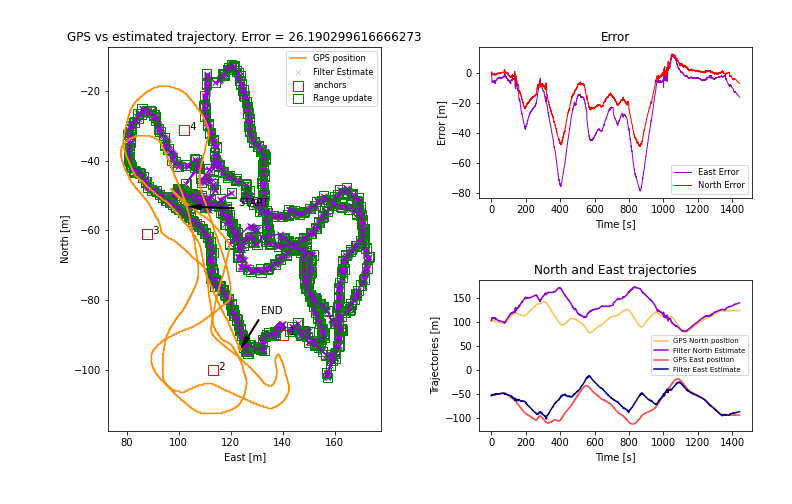 GPS vs estimated trajectory. Error = 26.190299616666273
GPS position
Filter Estimate
anchors
Range update
4
START
3
END
2
−20
−40
−60
−80
−100
80 100 120 140 160
North [m]
East [m]
Error
0
−20
−40
−60
−80
Error [m]
East Error
North Error
0 200 400 600 800 1000 1200 1400
Time [s]
North and East trajectories
150
100
50
0
−50
−100
Trajectories [m]
GPS North position
Filter North Estimate
GPS East position
Filter East Estimate
0 200 400 600 800 1000 1200 1400
Time [s]